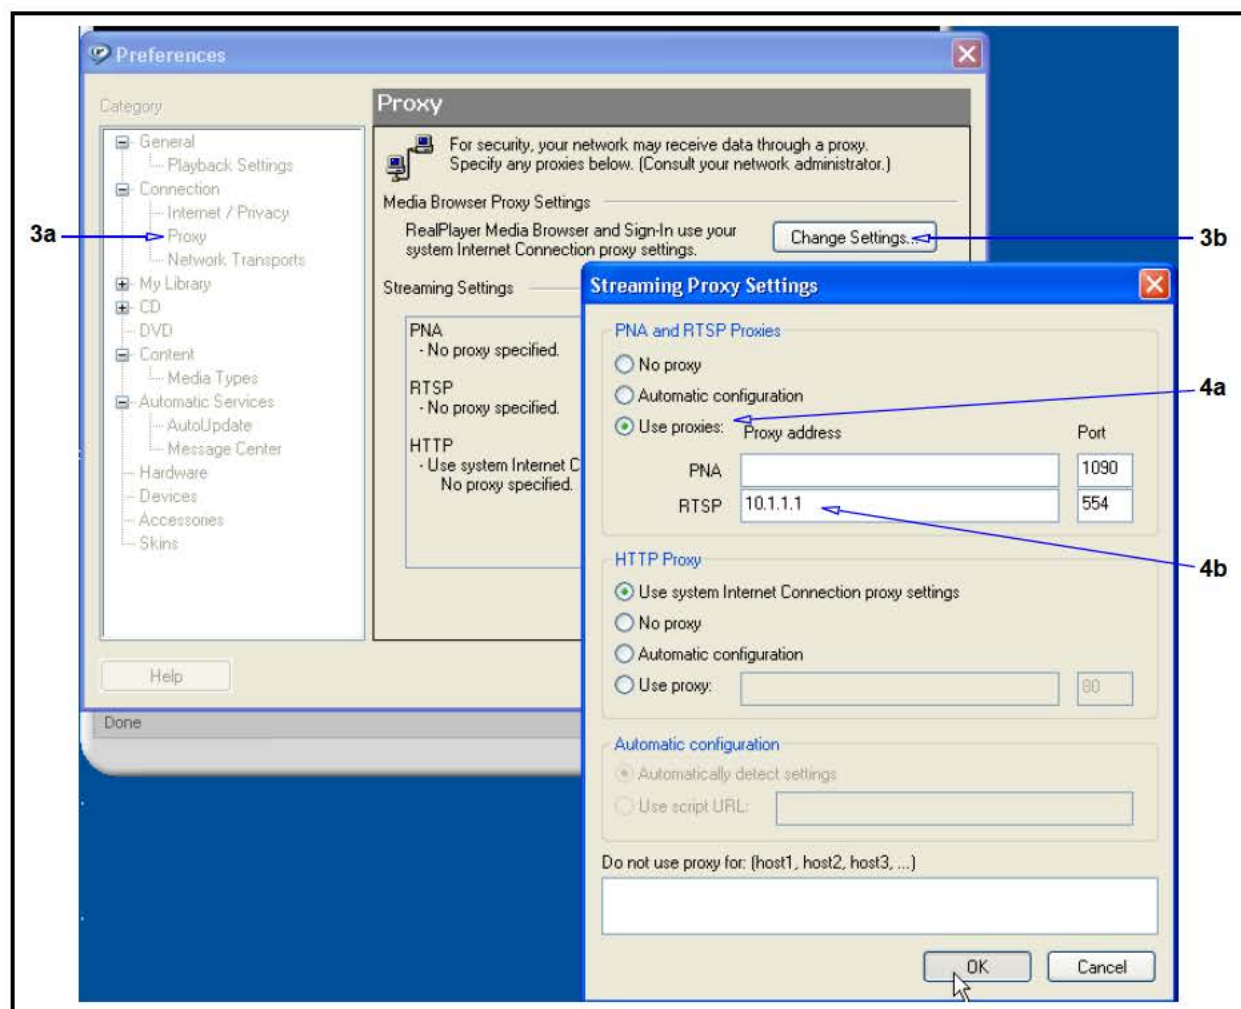 Preferences
Category
General
Playback Settings
Connection
Internet / Privacy
Proxy
Network Transports
My Library
CD
DVD
Content
Media Types
Automatic Services
AutoUpdate
Message Center
Hardware
Devices
Accessories
Skins
Help
Done
3a
Proxy
For security, your network may receive data through a proxy.
Specify any proxies below. (Consult your network administrator.)
Media Browser Proxy Settings
RealPlayer Media Browser and Sign-In use your
system Internet Connection proxy settings.
Change Settings...
3b
Streaming Settings
PNA
- No proxy specified.
RTSP
- No proxy specified.
HTTP
- Use system Internet C
No proxy specified.
Streaming Proxy Settings
PNA and RTSP Proxies
No proxy
Automatic configuration
Use proxies:
Proxy address
Port
PNA
1090
RTSP
10.1.1.1
554
4a
4b
HTTP Proxy
Use system Internet Connection proxy settings
No proxy
Automatic configuration
Use proxy:
80
Automatic configuration
Automatically detect settings
Use script URL:
Do not use proxy for: (host1, host2, host3, ...)
OK
Cancel